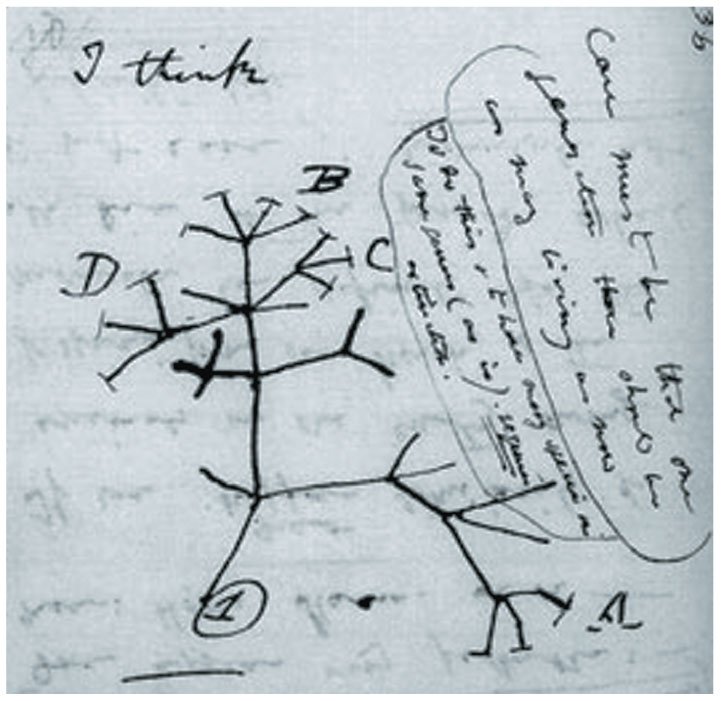 36
I think
Case must be that one
generation then should be
as many living as now
To do this & to have many species in
same genus (as is). requires
extinction.
B
C
D
A
1